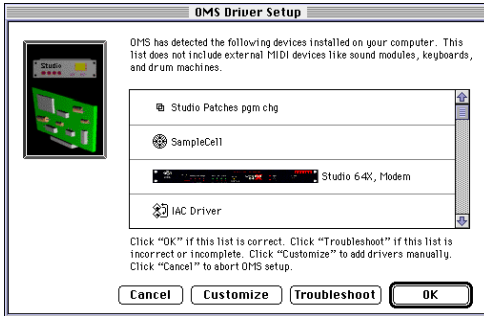 OMS Driver Setup
OMS has detected the following devices installed on your computer. This
list does not include external MIDI devices like sound modules, keyboards,
and drum machines.
Studio
Studio Patches pgm chg
SampleCell
Studio 64X, Modem
IAC Driver
Click “OK” if this list is correct. Click “Troubleshoot” if this list is
incorrect or incomplete. Click “Customize” to add drivers manually.
Click “Cancel” to abort OMS setup.
Cancel Customize Troubleshoot OK